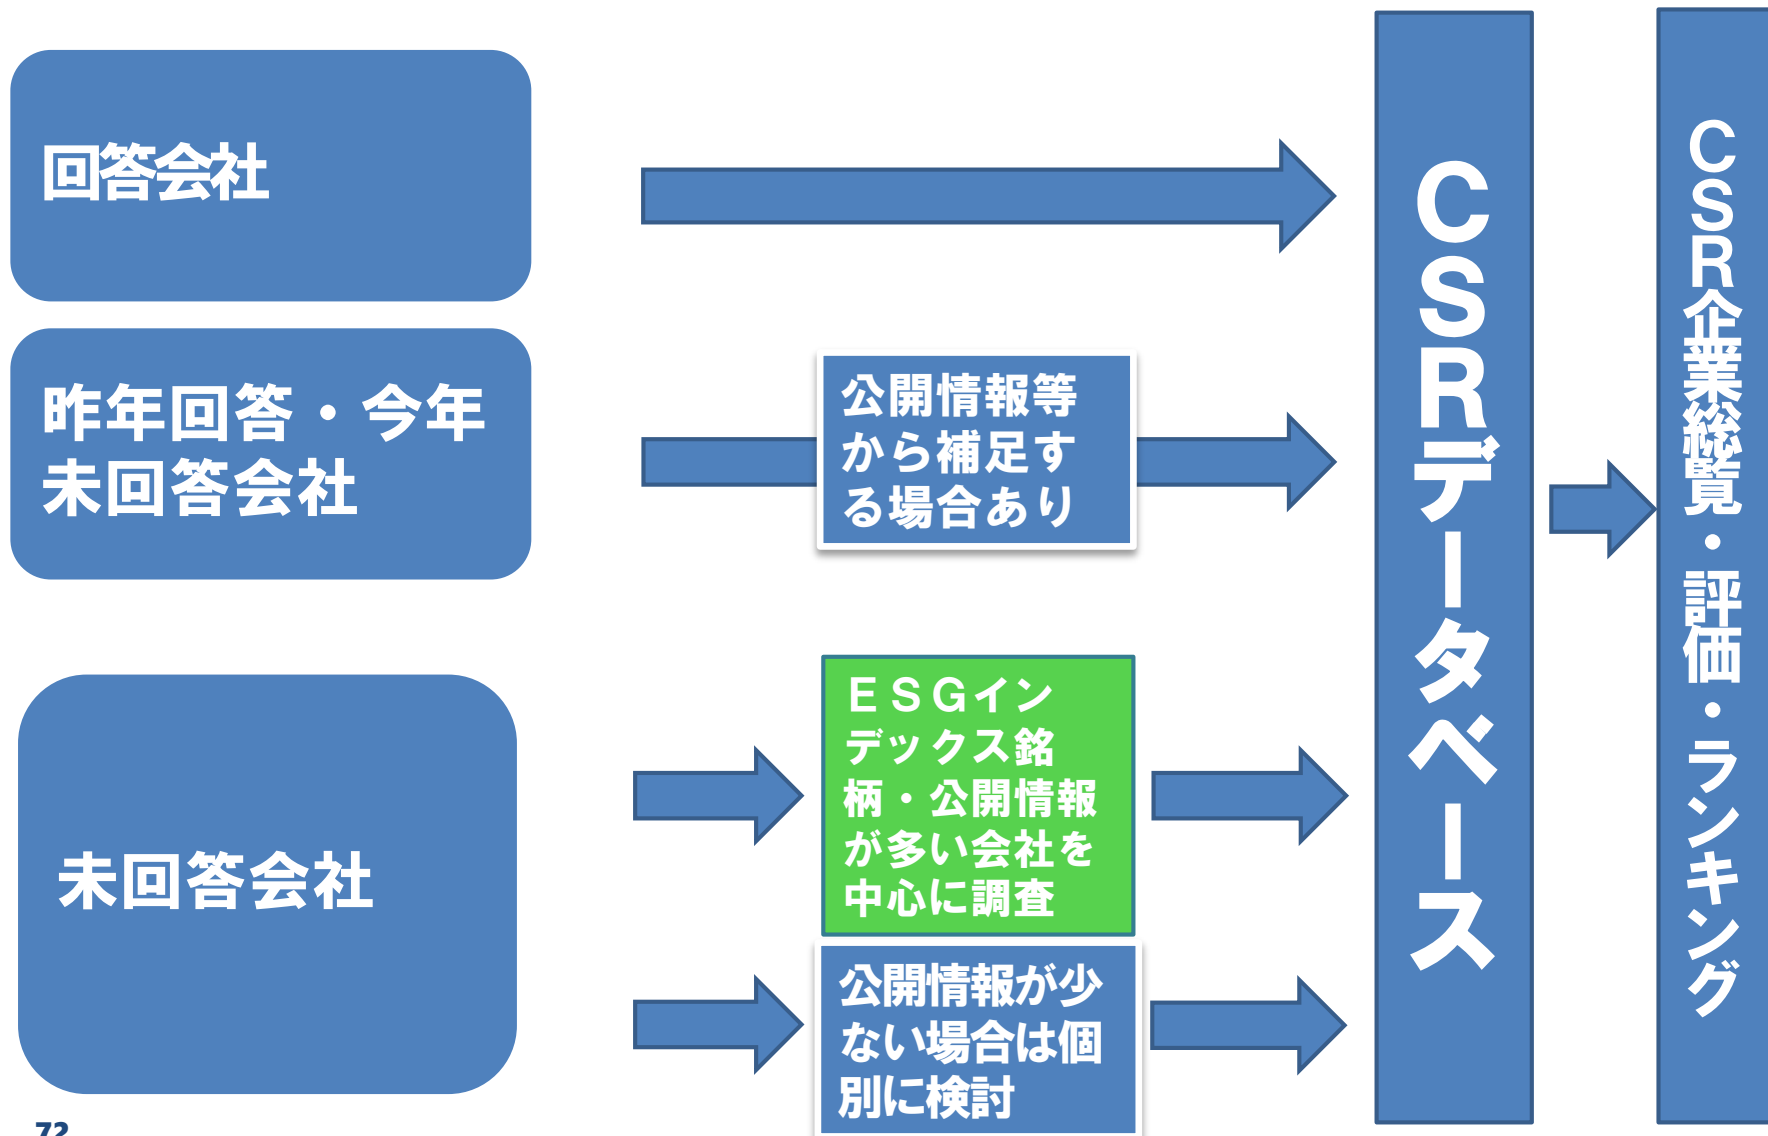 回答会社
昨年回答・今年
未回答会社
公開情報等
から補足す
る場合あり
未回答会社
ＥＳＧイン
デックス銘
柄・公開情報
が多い会社を
中心に調査
公開情報が少
ない場合は個
別に検討
ＣＳＲデータベース
ＣＳＲ企業総覧・評価・ランキング
72